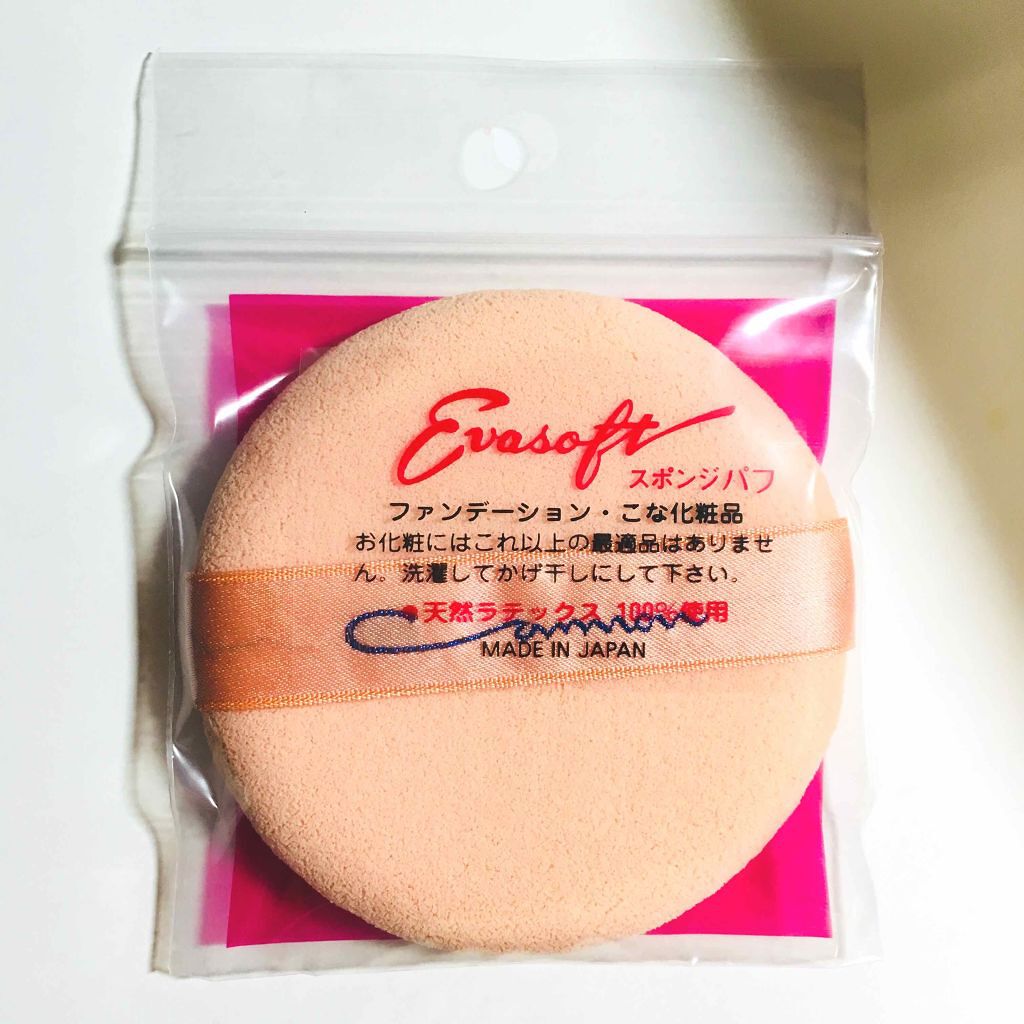 Evasoft
スポンジパフ
ファンデーション・こな化粧品
お化粧にはこれ以上の最適品はありませ
ん。洗濯してかげ干しにして下さい。
●天然ラテックス 100%使用
Camion
MADE IN JAPAN